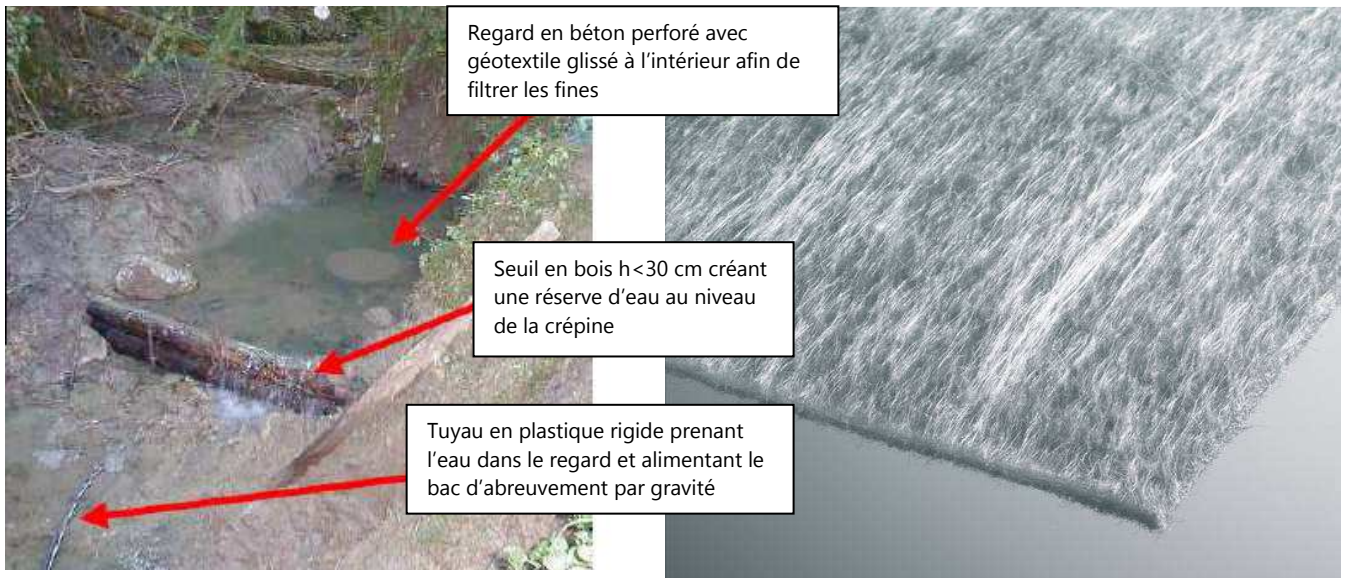 Regard en béton perforé avec
géotextile glissé à l'intérieur afin de
filtrer les fines
Seuil en bois h<30 cm créant
une réserve d'eau au niveau
de la crépine
Tuyau en plastique rigide prenant
l'eau dans le regard et alimentant le
bac d'abreuvement par gravité